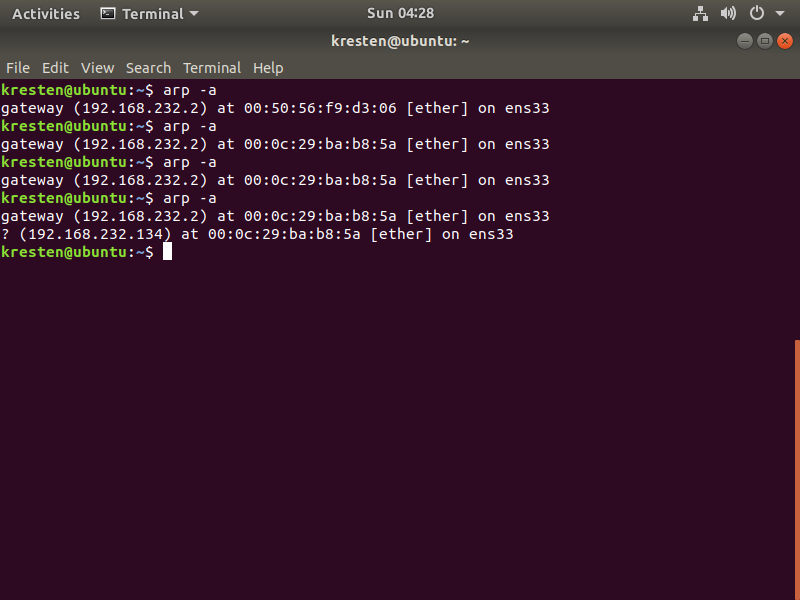 Activities Terminal Sun 04:28
kresten@ubuntu: ~
File Edit View Search Terminal Help
kresten@ubuntu:~$ arp -a
gateway (192.168.232.2) at 00:50:56:f9:d3:06 [ether] on ens33
kresten@ubuntu:~$ arp -a
gateway (192.168.232.2) at 00:0c:29:ba:b8:5a [ether] on ens33
kresten@ubuntu:~$ arp -a
gateway (192.168.232.2) at 00:0c:29:ba:b8:5a [ether] on ens33
kresten@ubuntu:~$ arp -a
gateway (192.168.232.2) at 00:0c:29:ba:b8:5a [ether] on ens33
? (192.168.232.134) at 00:0c:29:ba:b8:5a [ether] on ens33
kresten@ubuntu:~$